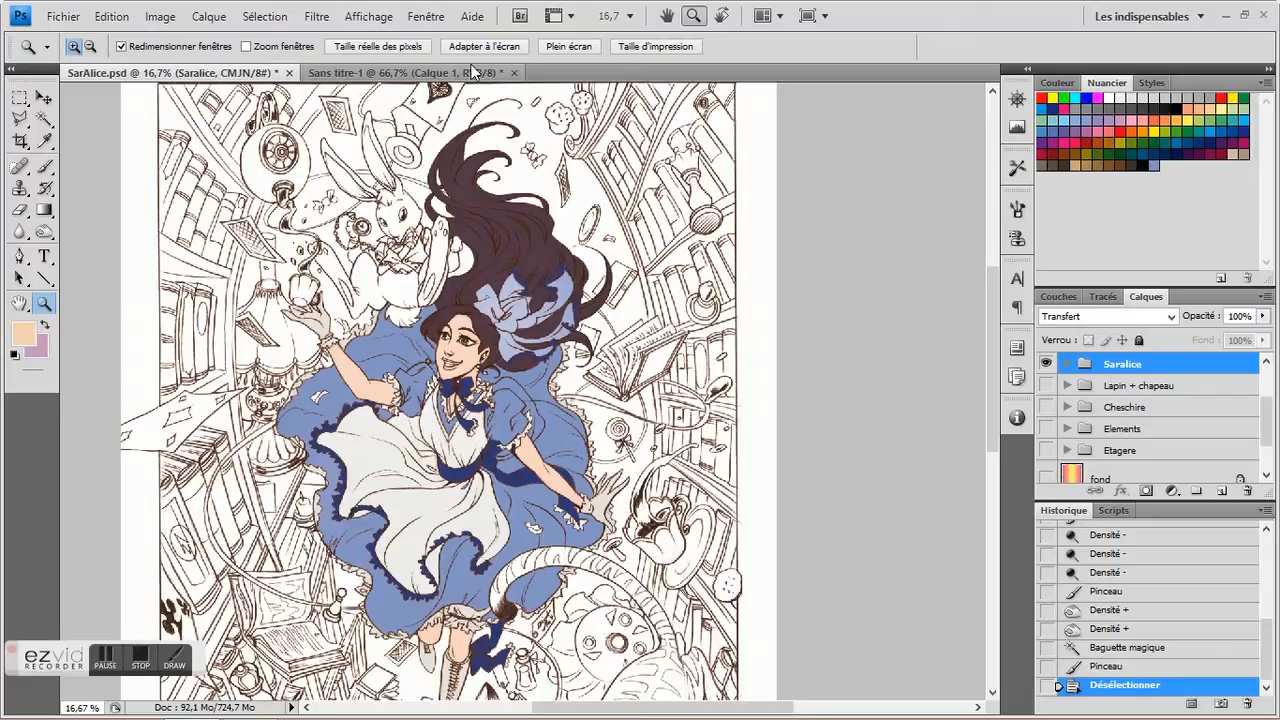 Ps Fichier Edition Image Calque Sélection Filtre Affichage Fenêtre Aide Br 16,7 Les indispensables
Redimensionner fenêtres Zoom fenêtres Taille réelle des pixels Adapter à l'écran Plein écran Taille d'impression
SarAlice.psd @ 16,7% (Saralice, CMJN/8#) * Sans titre-1 @ 66,7% (Calque 1, /8) *
Couleur Nuancier Styles
Couches Tracés Calques
Transfert Opacité : 100%
Verrou : Fond : 100%
Saralice
Lapin + chapeau
Cheschire
Elements
Etagere
fond
Historique Scripts
Densité -
Densité -
Densité -
Pinceau
Densité +
Densité +
Baguette magique
Pinceau
Désélectionner
ezvid
RECORDER
PAUSE STOP DRAW
16,67 % Doc : 92,1 Mo/724,7 Mo